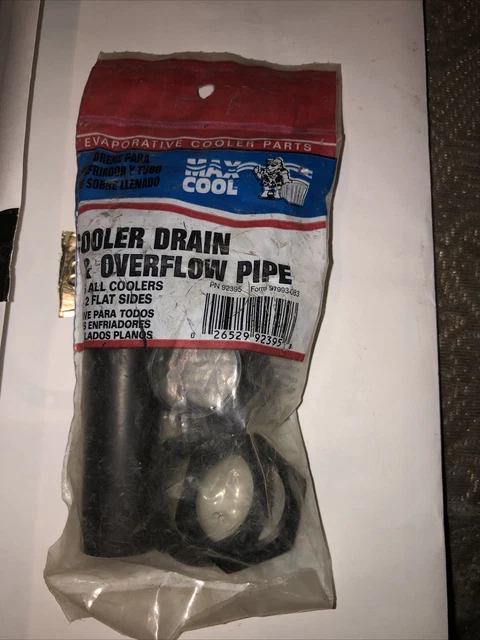 EVAPORATIVE COOLER PARTS
DRENE PARA
ENFRIADOR Y TUBO
SOBRE LLENADO
MAX
COOL
OOLER DRAIN
& OVERFLOW PIPE
PN 92395 Form 97993-083
ALL COOLERS
2 FLAT SIDES
VE PARA TODOS
S ENFRIADORES
LADOS PLANOS
0 26529 92395